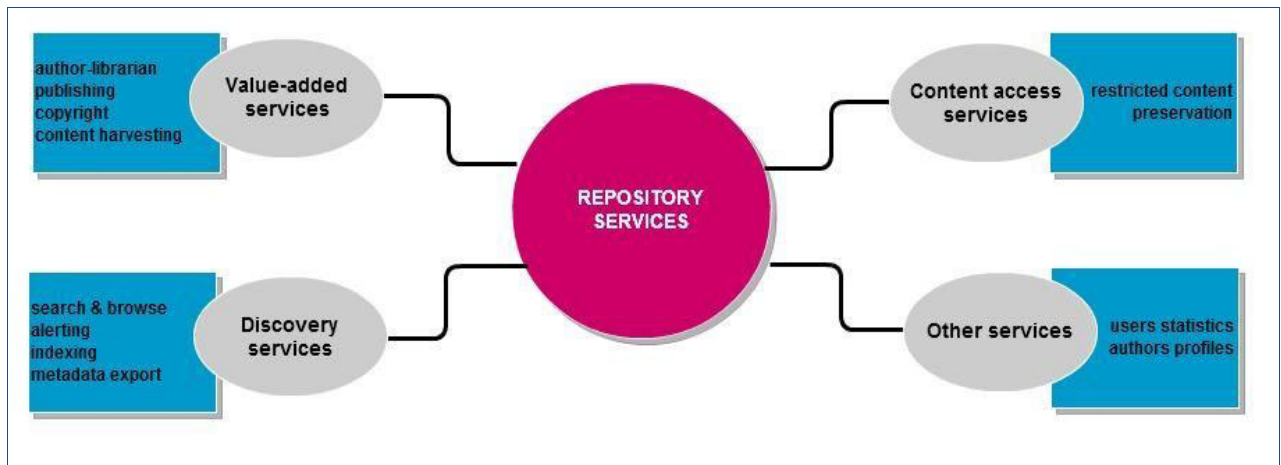 author-librarian
publishing
copyright
content harvesting
Value-added
services
REPOSITORY
SERVICES
Content access
services
restricted content
preservation
search & browse
alerting
indexing
metadata export
Discovery
services
Other services
users statistics
authors profiles